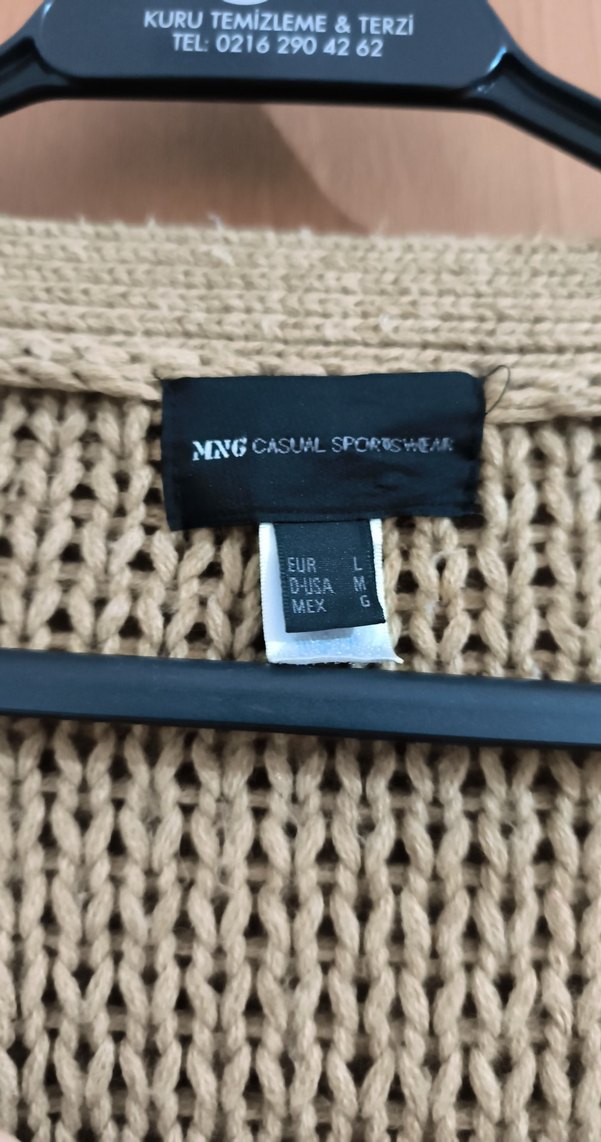 KURU TEMİZLEME & TERZİ
TEL: 0216 290 42 62
MNG CASUAL SPORTSWEAR
EUR L
D-USA M
MEX G